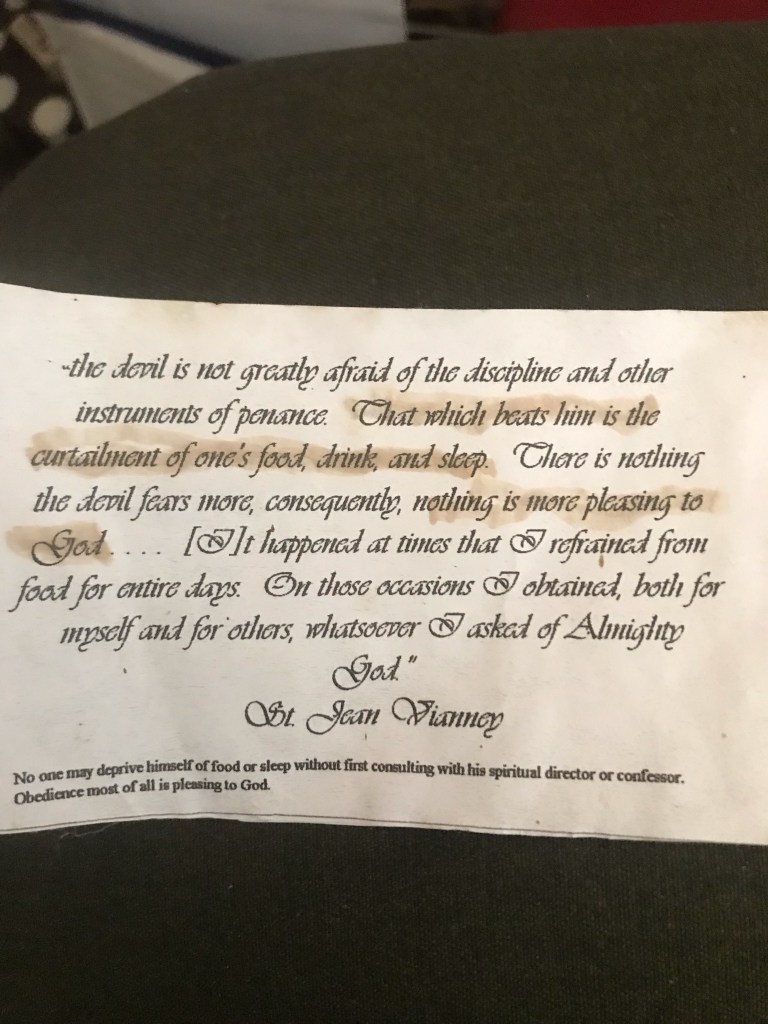 "the devil is not greatly afraid of the discipline and other
instruments of penance. That which beats him is the
curtailment of one's food, drink, and sleep. There is nothing
the devil fears more, consequently, nothing is more pleasing to
God.... [I]t happened at times that I refrained from
food for entire days. On those occasions I obtained, both for
myself and for others, whatsoever I asked of Almighty
God."
St. Jean Vianney
No one may deprive himself of food or sleep without first consulting with his spiritual director or confessor.
Obedience most of all is pleasing to God.